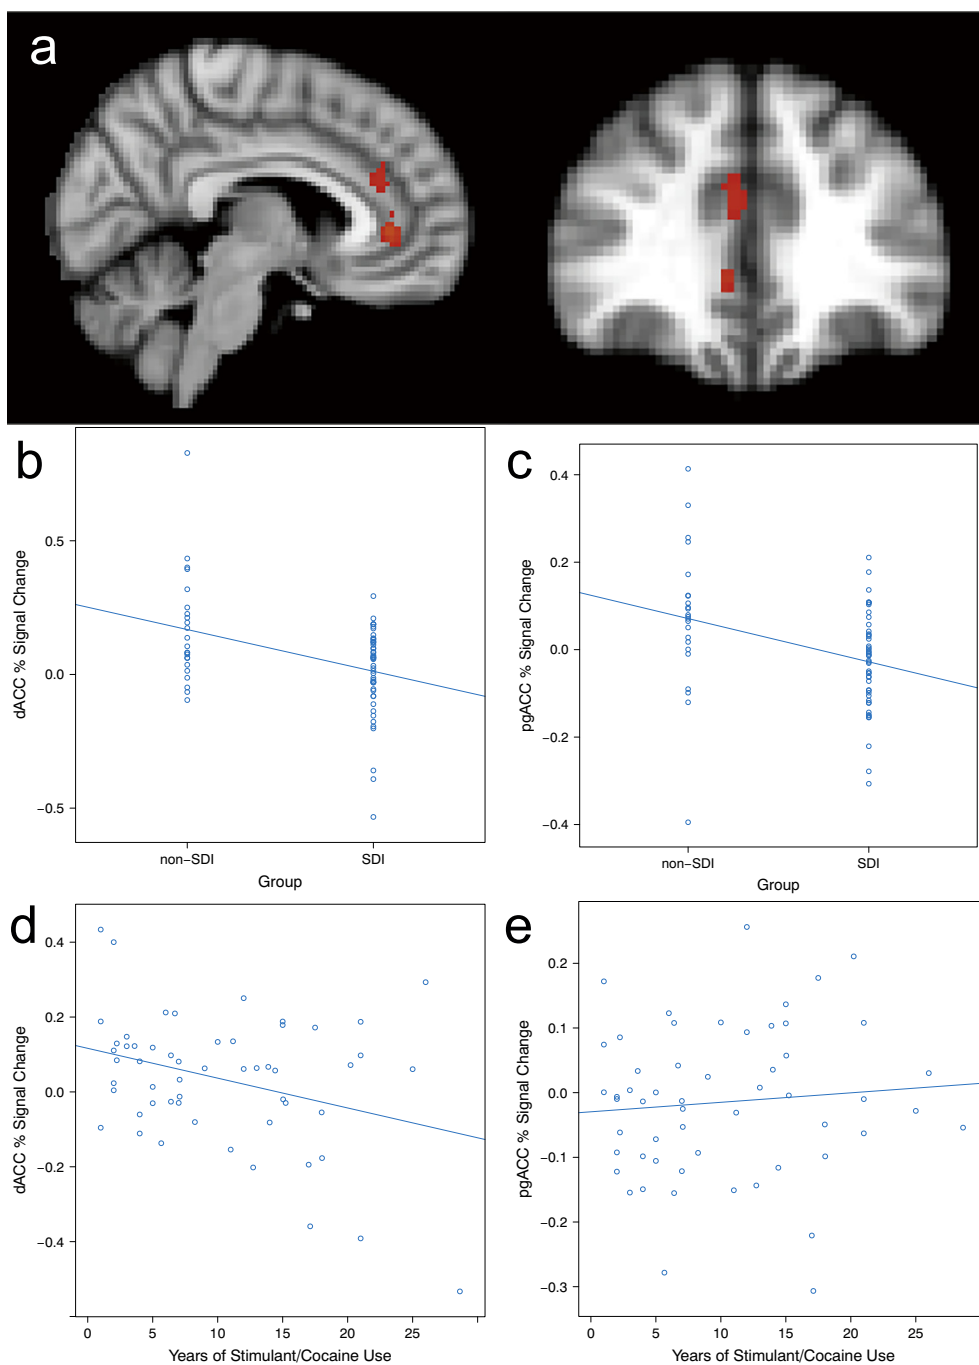 a
b
dACC % Signal Change
0.5
0.0
−0.5
non−SDI
SDI
Group
c
pgACC % Signal Change
0.4
0.2
0.0
−0.2
−0.4
non−SDI
SDI
Group
d
dACC % Signal Change
0.4
0.2
0.0
−0.2
−0.4
0 5 10 15 20 25
Years of Stimulant/Cocaine Use
e
pgACC % Signal Change
0.2
0.1
0.0
−0.1
−0.2
−0.3
0 5 10 15 20 25
Years of Stimulant/Cocaine Use